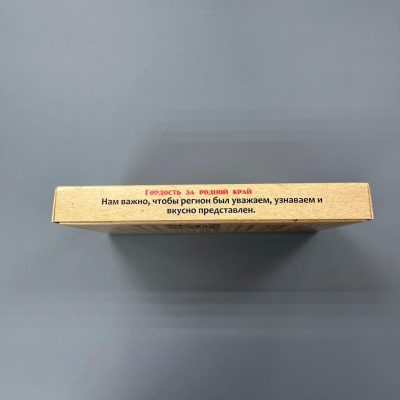 Гордость за родной край
Нам важно, чтобы регион был уважаем, узнаваем и
вкусно представлен.